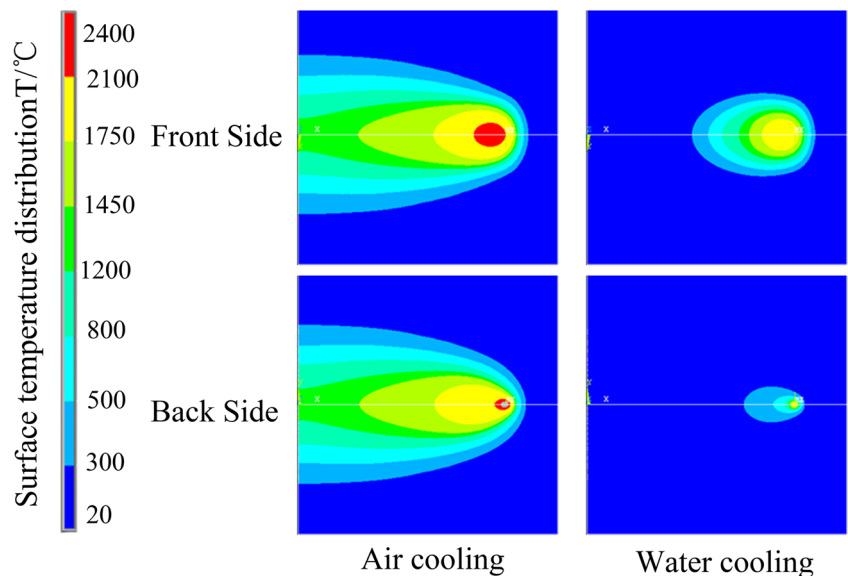 Surface temperature distributionT/℃
2400
2100
1750
1450
1200
800
500
300
20
Front Side
Back Side
X
X
X
X
Air cooling
Water cooling